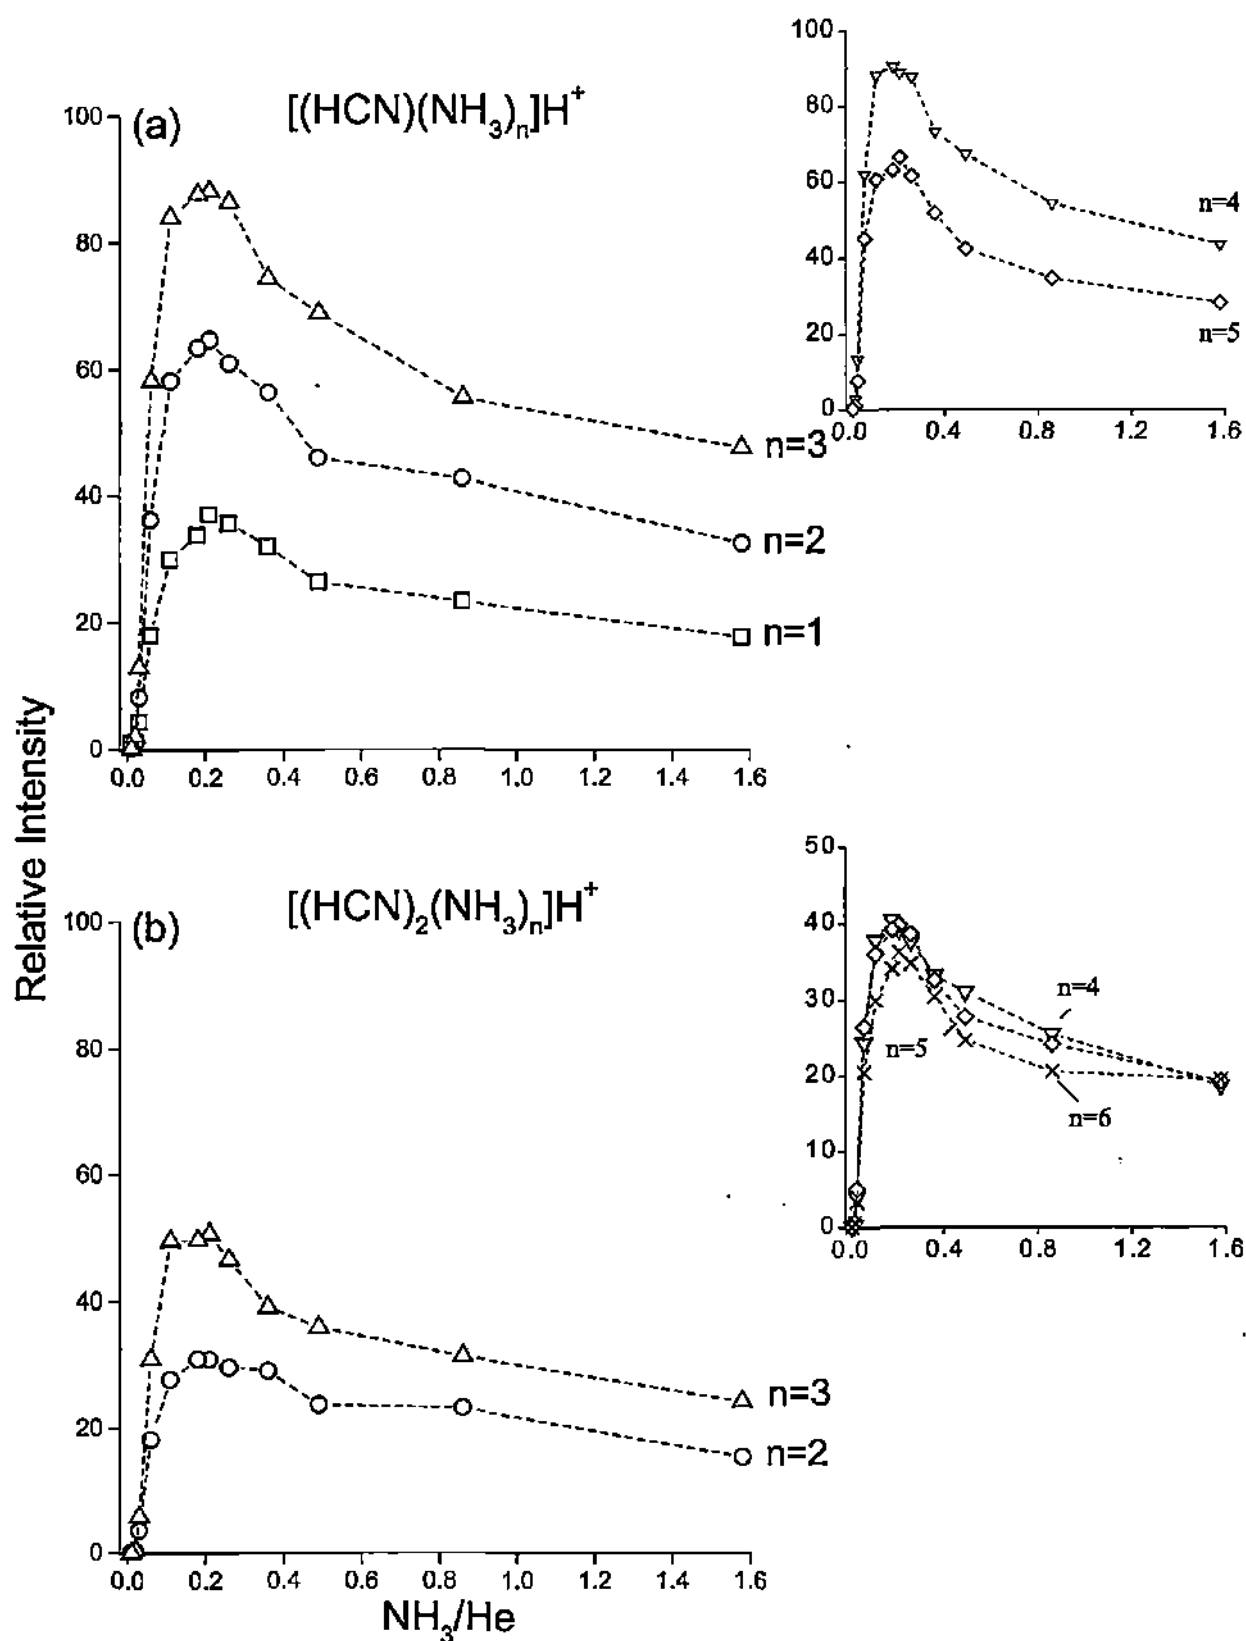 (a) [(HCN)(NH₃)ₙ]H⁺
100
80
60
40
20
0
0.0 0.2 0.4 0.6 0.8 1.0 1.2 1.4 1.6
n=3
n=2
n=1
100
80
60
40
20
0
0.0 0.4 0.8 1.2 1.6
n=4
n=5
Relative Intensity
(b) [(HCN)₂(NH₃)ₙ]H⁺
100
80
60
40
20
0
0.0 0.2 0.4 0.6 0.8 1.0 1.2 1.4 1.6
n=3
n=2
NH₃/He
50
40
30
20
10
0
0.0 0.4 0.8 1.2 1.6
n=4
n=5
n=6